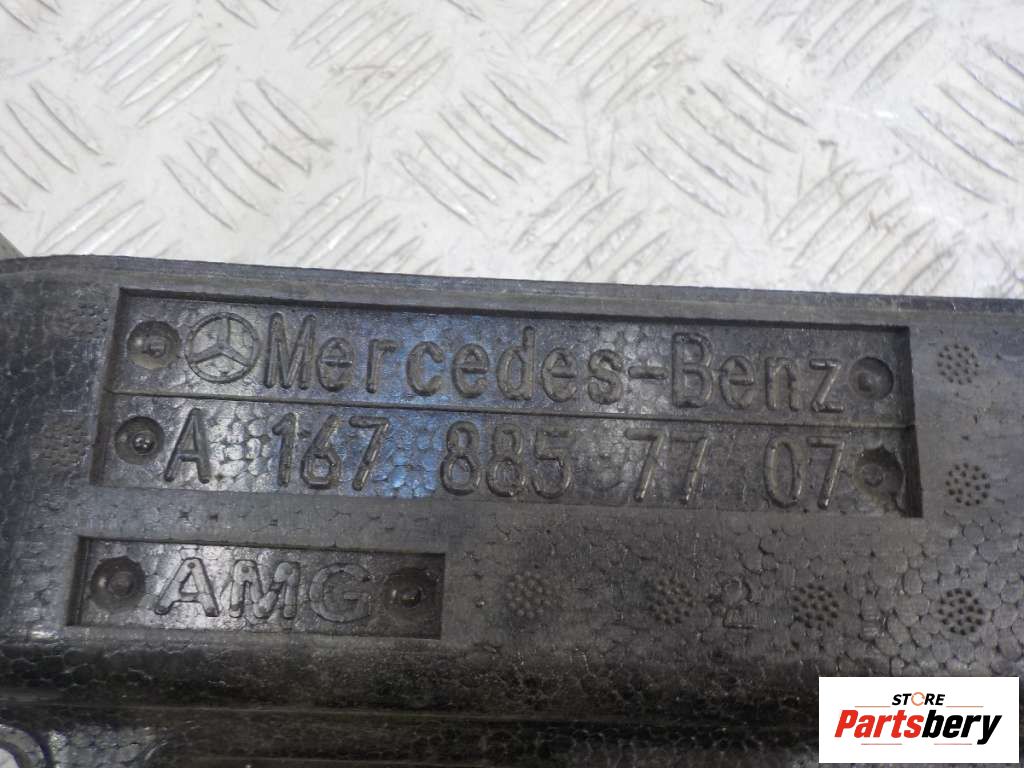 Mercedes-Benz
A 167 885 77 07
AMG
2
STORE
Partsbery